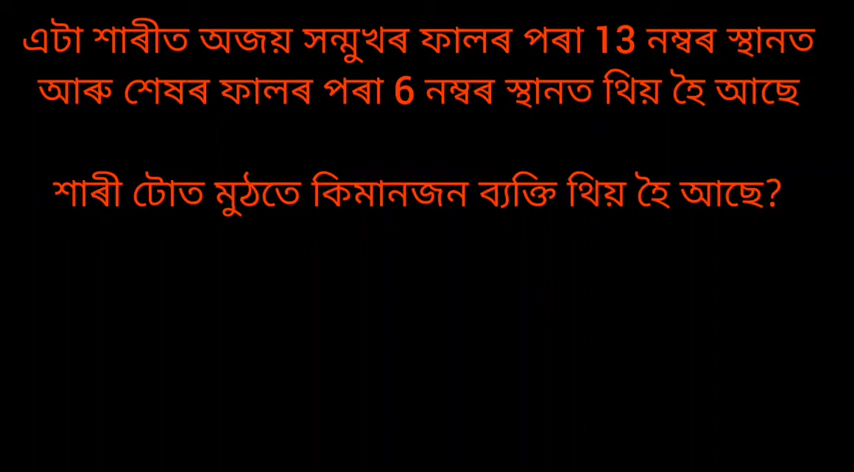 এটা শাৰীত অজয় সন্মুখৰ ফালৰ পৰা 13 নম্বৰ স্থানত
আৰু শেষৰ ফালৰ পৰা 6 নম্বৰ স্থানত থিয় হৈ আছে
শাৰী টোত মুঠতে কিমানজন ব্যক্তি থিয় হৈ আছে?